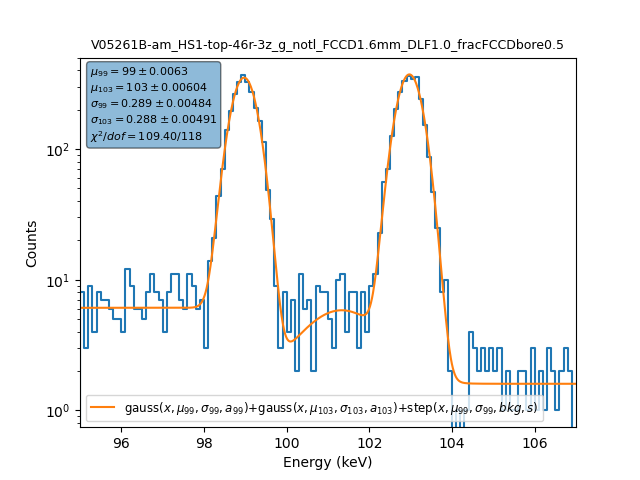 V05261B-am_HS1-top-46r-3z_g_notl_FCCD1.6mm_DLF1.0_fracFCCDbore0.5
μ₉₉ = 99 ± 0.0063
μ₁₀₃ = 103 ± 0.00604
σ₉₉ = 0.289 ± 0.00484
σ₁₀₃ = 0.288 ± 0.00491
χ²/dof = 109.40/118
10²
10¹
10⁰
Counts
gauss(x, μ₉₉, σ₉₉, a₉₉)+gauss(x, μ₁₀₃, σ₁₀₃, a₁₀₃)+step(x, μ₉₉, σ₉₉, bkg, s)
96 98 100 102 104 106
Energy (keV)